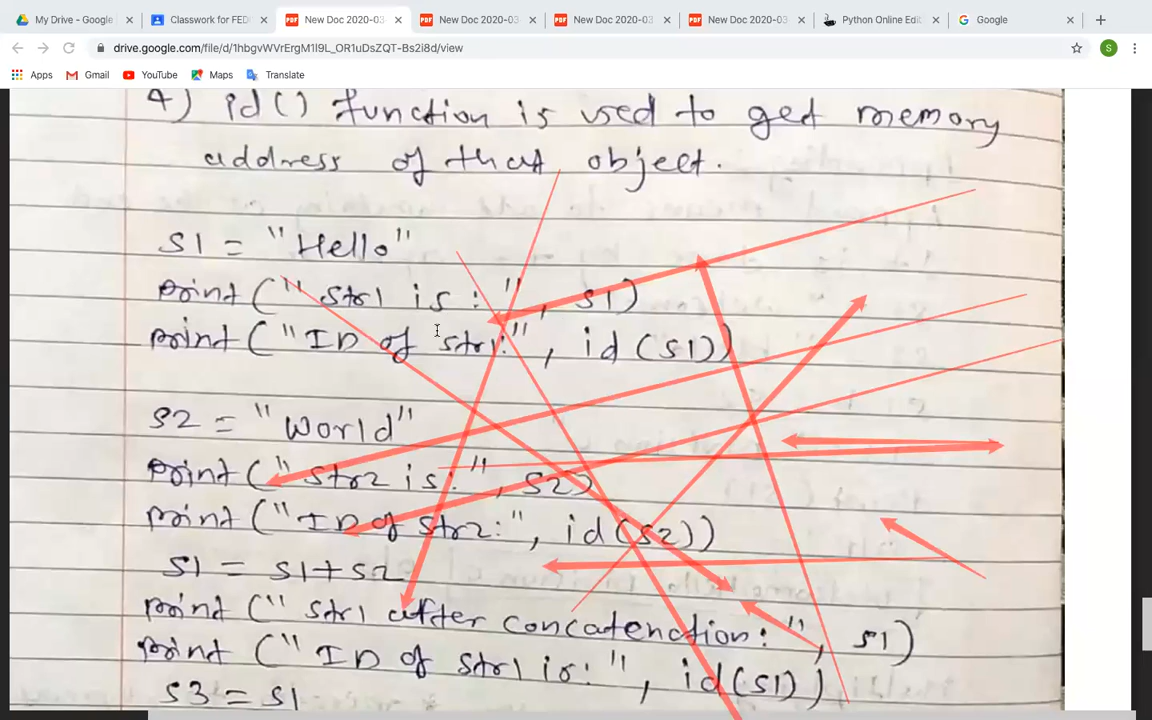 My Drive - Google
Classwork for FED
New Doc 2020-03
New Doc 2020-03
New Doc 2020-03
New Doc 2020-03
Python Online Edit
Google
drive.google.com/file/d/1hbgvWVrErgM1I9L_OR1uDsZQT-Bs2i8d/view
S
Apps
Gmail
YouTube
Maps
Translate
4) id() function is used to get memory
address of that object.
S1 = "Hello"
print (" str1 is : ", s1)
print ("ID of str1:", id (s1))
S2 = "World"
print (" str2 is:", S2)
print ("ID of str2:", id(s2))
S1 = S1+S2
print (" str1 after concatenction: ", s1)
print ("ID of str1 is:", id(s1))
S3 = S1